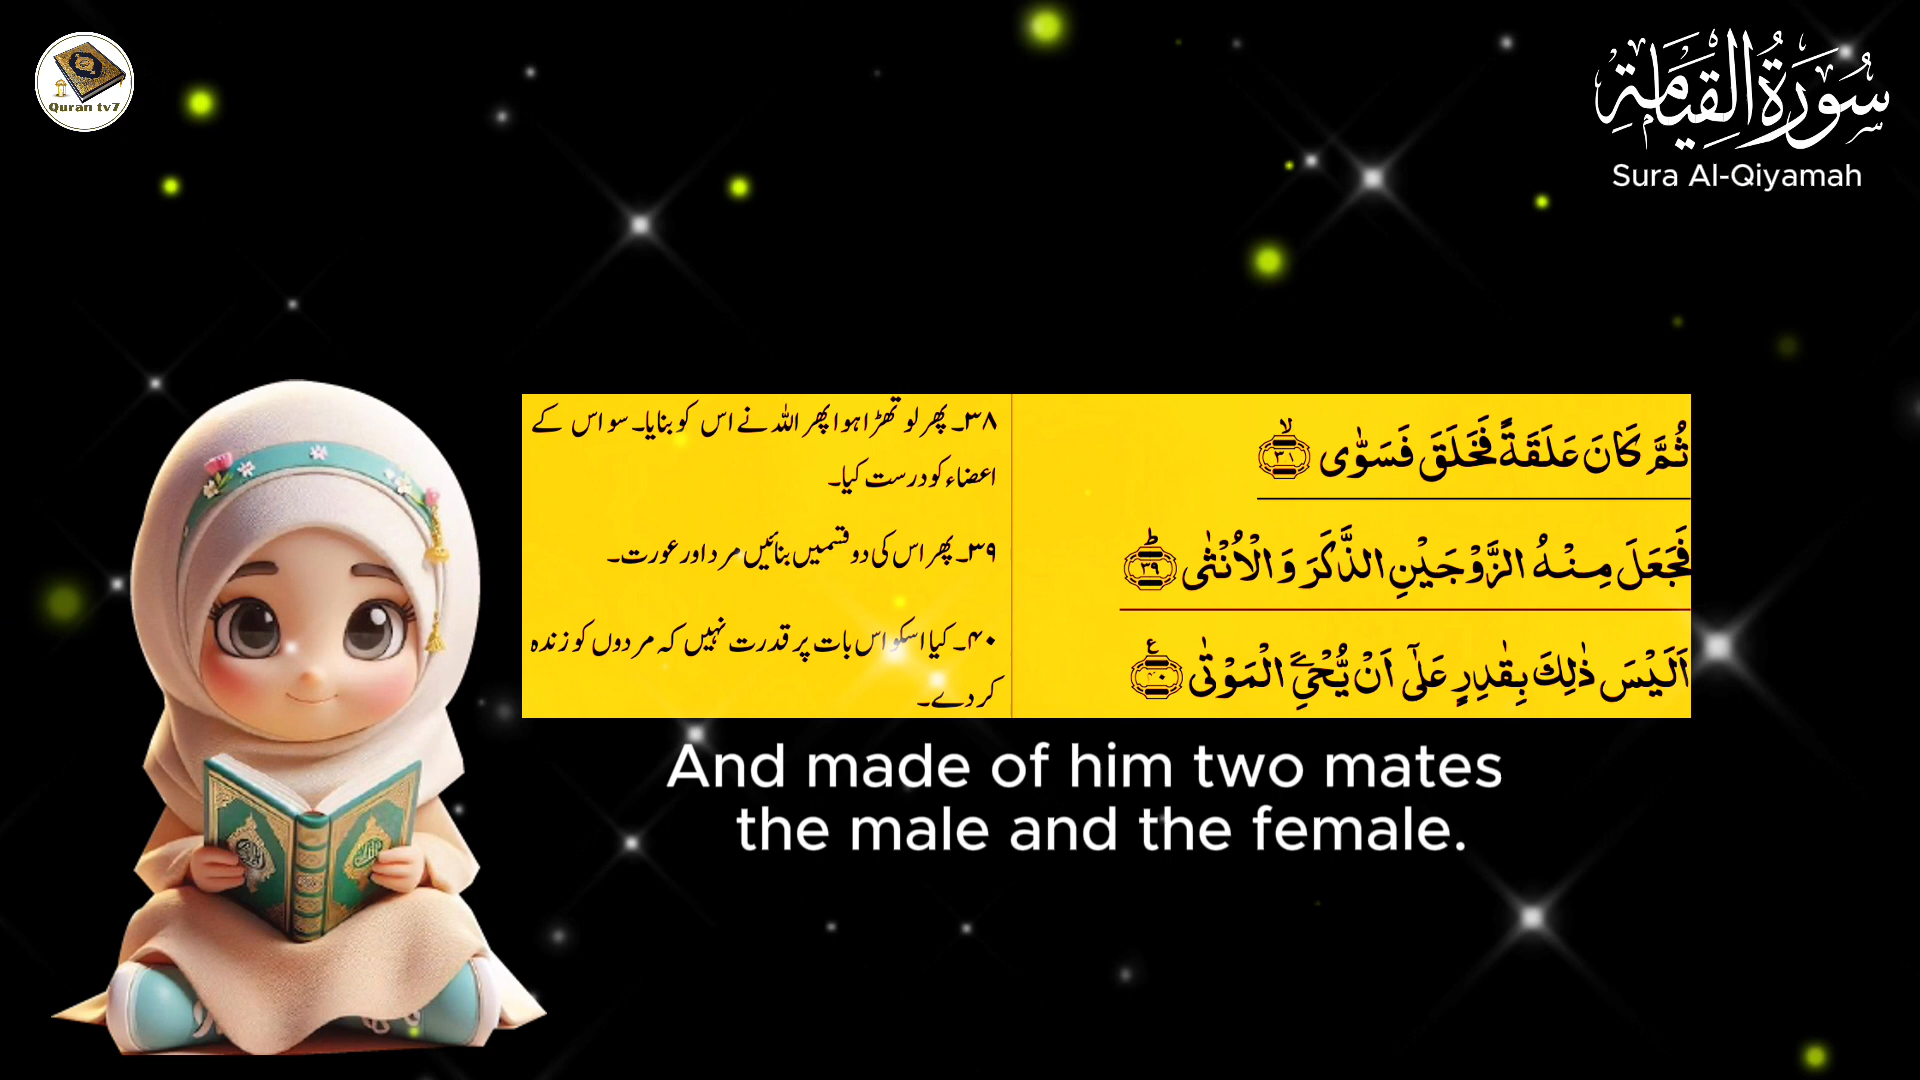 Quran tv7
سُورَةُ القِيَامَةِ
Sura Al-Qiyamah
ثُمَّ كَانَ عَلَقَةً فَخَلَقَ فَسَوّٰى ۙ﴿۳۸﴾
فَجَعَلَ مِنْهُ الزَّوْجَيْنِ الذَّكَرَ وَ الْاُنْثٰى ؕ﴿۳۹﴾
اَلَيْسَ ذٰلِكَ بِقٰدِرٍ عَلٰۤى اَنْ يُّحْیِۦَ الْمَوْتٰى ﴿۴۰﴾ ع
۳۸۔ پھر لوتھڑا ہوا پھر اللہ نے اس کو بنایا۔ سو اس کے
اعضاء کو درست کیا۔
۳۹۔ پھر اس کی دو قسمیں بنائیں مرد اور عورت۔
۴۰۔ کیا اسکو اس بات پر قدرت نہیں کہ مردوں کو زندہ
کر دے۔
And made of him two mates
the male and the female.